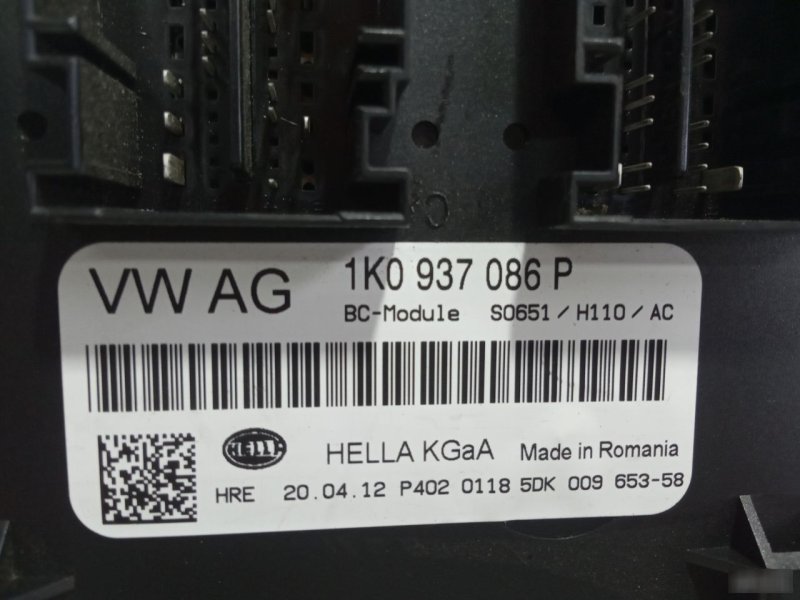 VW AG 1K0 937 086 P
BC-Module S0651 / H110 / AC
HELLA HELLA KGaA Made in Romania
HRE 20.04.12 P402 0118 5DK 009 653-58